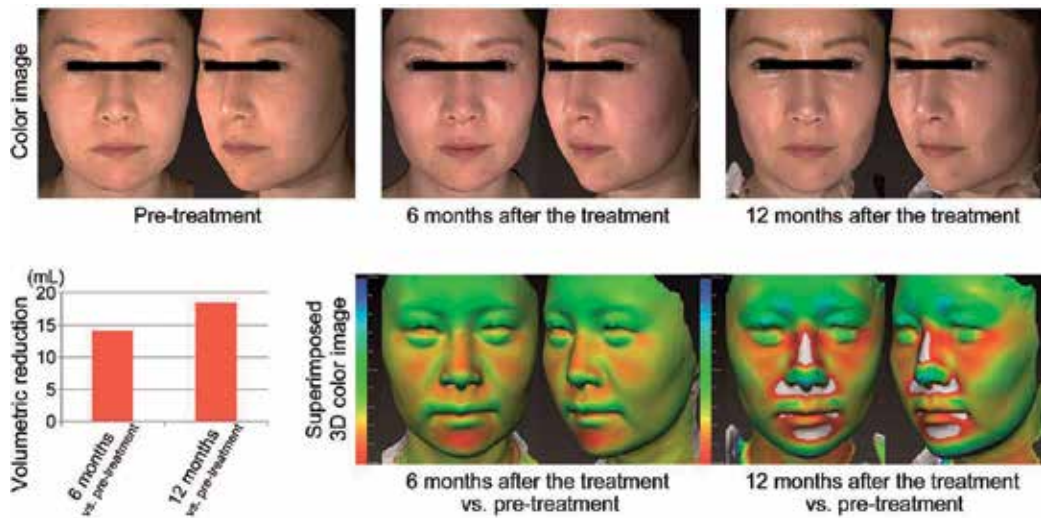 Color image
Pre-treatment
6 months after the treatment
12 months after the treatment
(mL)
Volumetric reduction
20
15
10
5
0
6 months
vs. pre-treatment
12 months
vs. pre-treatment
Superimposed
3D color image
6 months after the treatment
vs. pre-treatment
12 months after the treatment
vs. pre-treatment